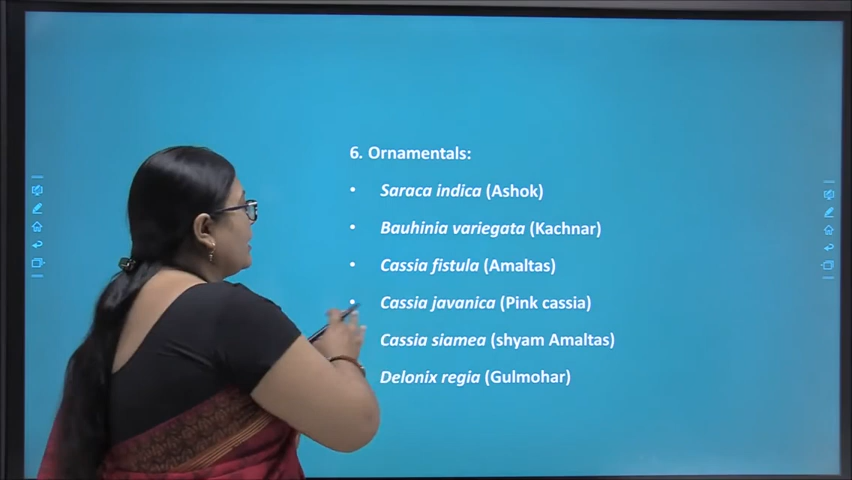 6. Ornamentals:
• Saraca indica (Ashok)
• Bauhinia variegata (Kachnar)
• Cassia fistula (Amaltas)
• Cassia javanica (Pink cassia)
Cassia siamea (shyam Amaltas)
Delonix regia (Gulmohar)